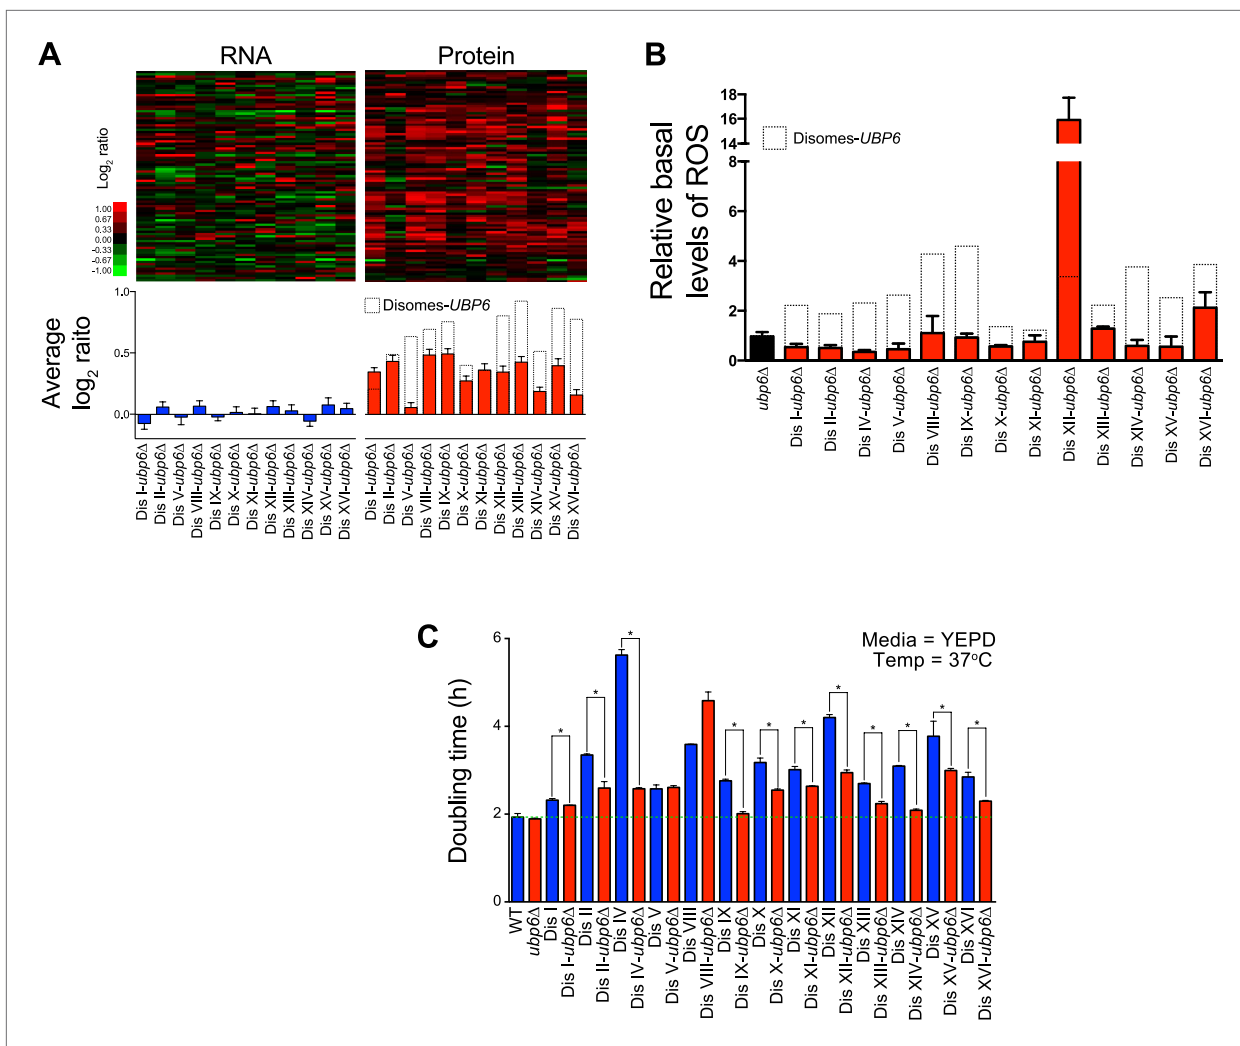 A
RNA
Protein
Log2 ratio
1.00
0.67
0.33
0.00
-0.33
-0.67
-1.00
Average
log2 raito
1.0
0.5
0.0
Disomes-UBP6
Dis I-ubp6Δ
Dis II-ubp6Δ
Dis V-ubp6Δ
Dis VIII-ubp6Δ
Dis IX-ubp6Δ
Dis X-ubp6Δ
Dis XI-ubp6Δ
Dis XII-ubp6Δ
Dis XIII-ubp6Δ
Dis XIV-ubp6Δ
Dis XV-ubp6Δ
Dis XVI-ubp6Δ
Dis I-ubp6Δ
Dis II-ubp6Δ
Dis V-ubp6Δ
Dis VIII-ubp6Δ
Dis IX-ubp6Δ
Dis X-ubp6Δ
Dis XI-ubp6Δ
Dis XII-ubp6Δ
Dis XIII-ubp6Δ
Dis XIV-ubp6Δ
Dis XV-ubp6Δ
Dis XVI-ubp6Δ
B
Relative basal
levels of ROS
18
16
14
8
6
4
2
0
Disomes-UBP6
ubp6Δ
Dis I-ubp6Δ
Dis II-ubp6Δ
Dis IV-ubp6Δ
Dis V-ubp6Δ
Dis VIII-ubp6Δ
Dis IX-ubp6Δ
Dis X-ubp6Δ
Dis XI-ubp6Δ
Dis XII-ubp6Δ
Dis XIII-ubp6Δ
Dis XIV-ubp6Δ
Dis XV-ubp6Δ
Dis XVI-ubp6Δ
C
Media = YEPD
Temp = 37°C
Doubling time (h)
6
4
2
0
* * * * * * * * * * *
WT
ubp6Δ
Dis I
Dis I-ubp6Δ
Dis II
Dis II-ubp6Δ
Dis IV
Dis IV-ubp6Δ
Dis V
Dis V-ubp6Δ
Dis VIII
Dis VIII-ubp6Δ
Dis IX
Dis IX-ubp6Δ
Dis X
Dis X-ubp6Δ
Dis XI
Dis XI-ubp6Δ
Dis XII
Dis XII-ubp6Δ
Dis XIII
Dis XIII-ubp6Δ
Dis XIV
Dis XIV-ubp6Δ
Dis XV
Dis XV-ubp6Δ
Dis XVI
Dis XVI-ubp6Δ